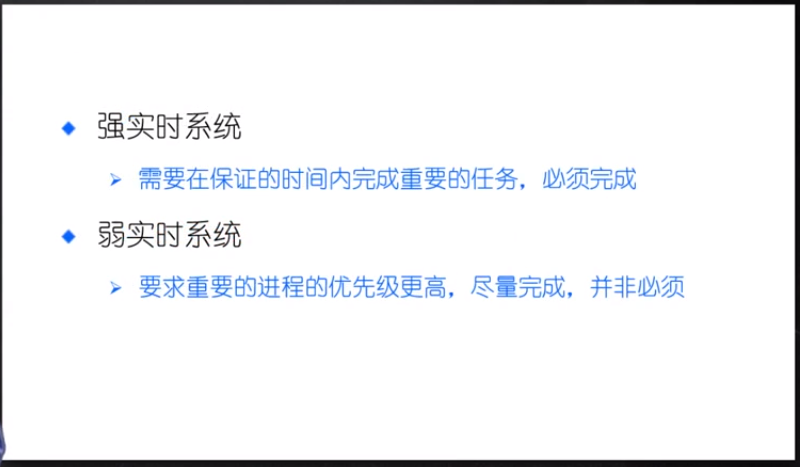 强实时系统
需要在保证的时间内完成重要的任务，必须完成
弱实时系统
要求重要的进程的优先级更高，尽量完成，并非必须